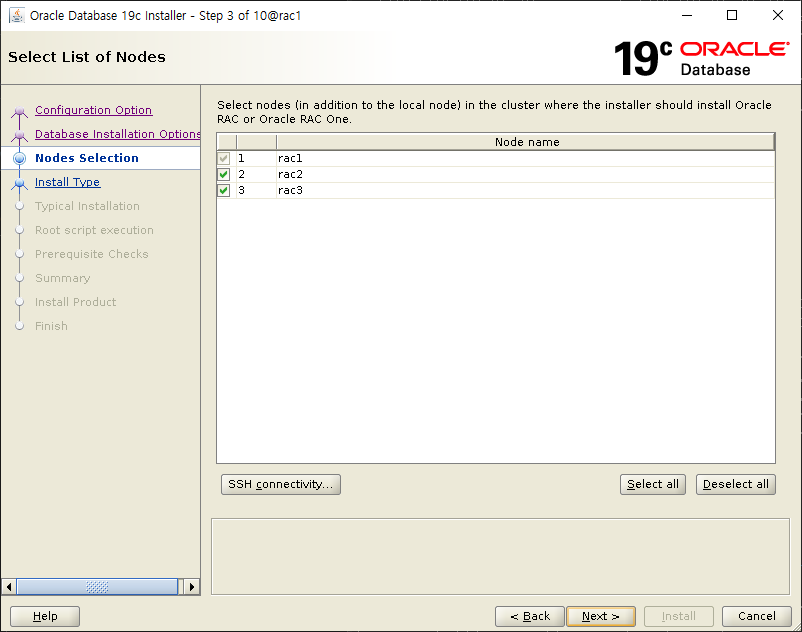 Oracle Database 19c Installer - Step 3 of 10@rac1
Select List of Nodes
19c ORACLE
Database
Configuration Option
Database Installation Options
Nodes Selection
Install Type
Typical Installation
Root script execution
Prerequisite Checks
Summary
Install Product
Finish
Select nodes (in addition to the local node) in the cluster where the installer should install Oracle
RAC or Oracle RAC One.
Node name
1 rac1
2 rac2
3 rac3
SSH connectivity...
Select all
Deselect all
Help
< Back
Next >
Install
Cancel